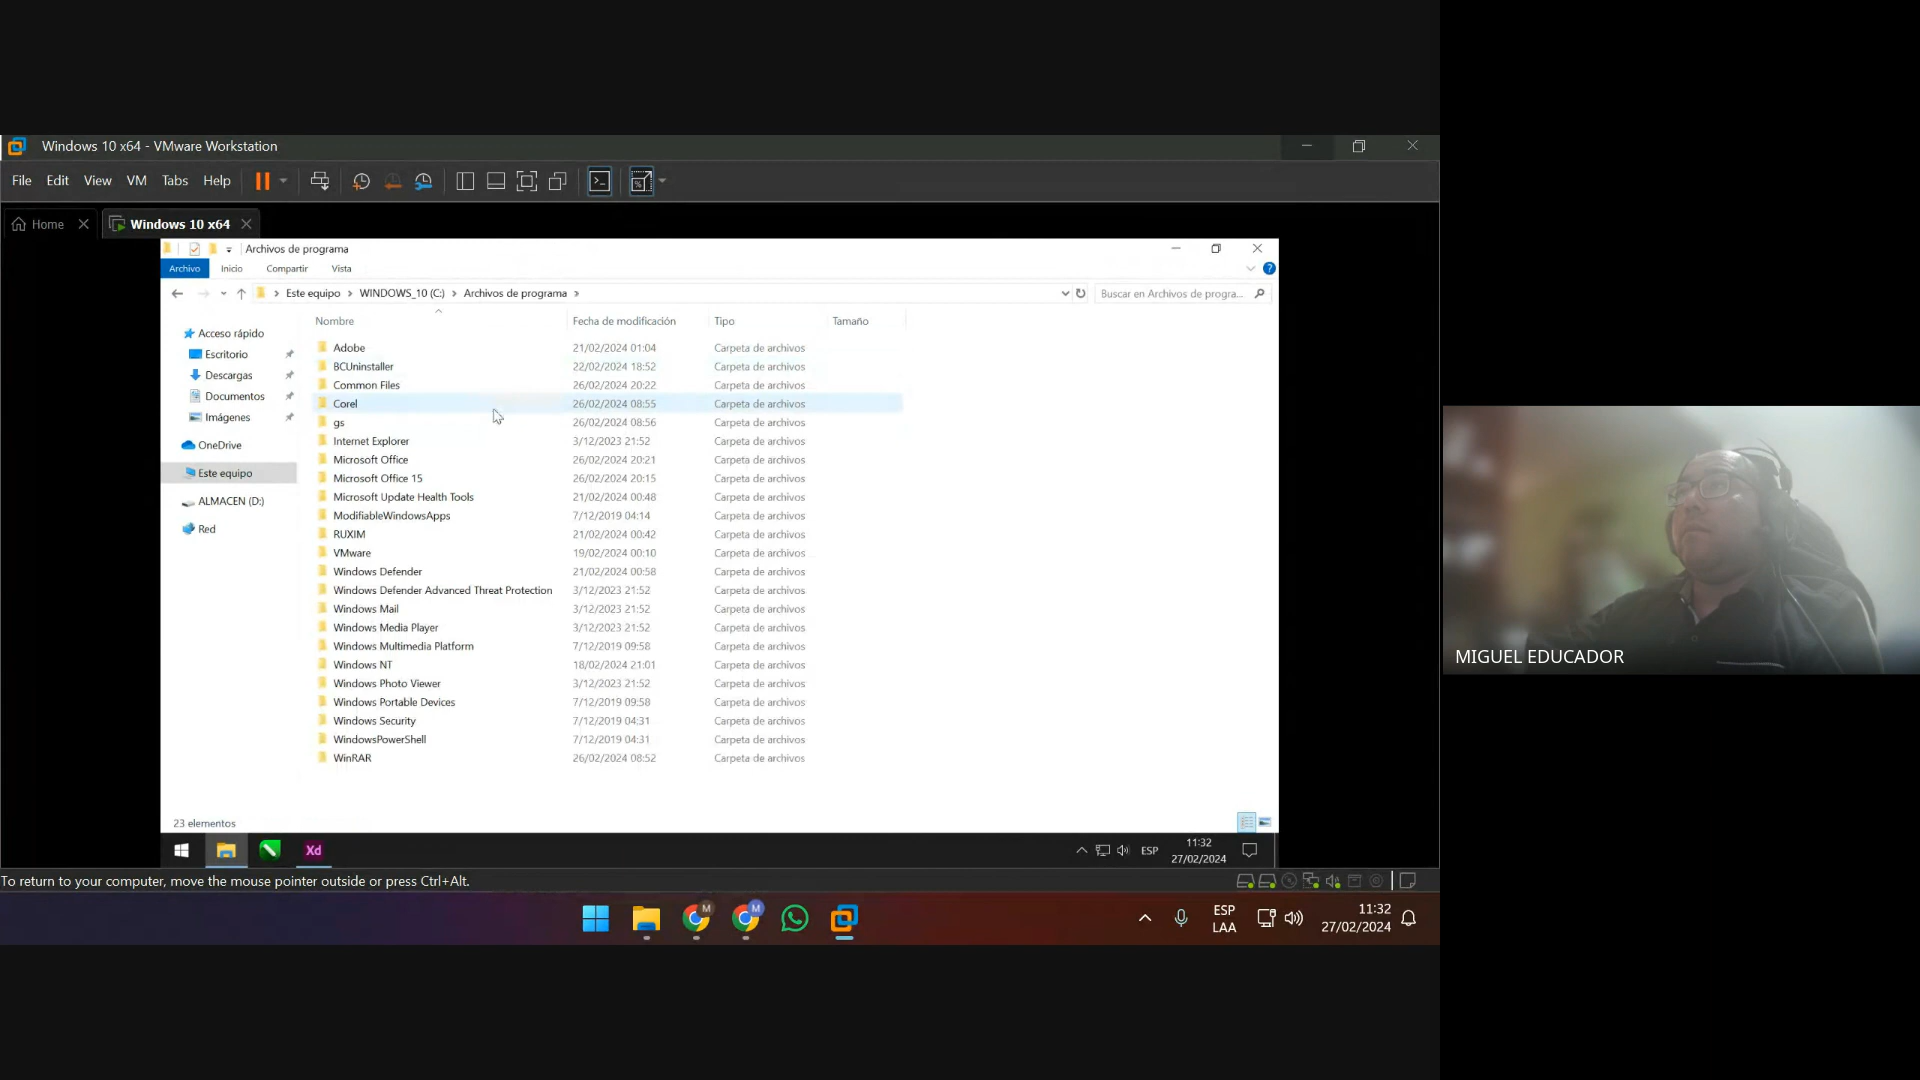 Windows 10 x64 - VMware Workstation
File Edit View VM Tabs Help
Home Windows 10 x64
Archivos de programa
Archivo Inicio Compartir Vista
Este equipo WINDOWS_10 (C:) Archivos de programa
Buscar en Archivos de progra...
Nombre Fecha de modificación Tipo Tamaño
Acceso rápido
Escritorio
Descargas
Documentos
Imágenes
OneDrive
Este equipo
ALMACEN (D:)
Red
Adobe 21/02/2024 01:04 Carpeta de archivos
BCUninstaller 22/02/2024 18:52 Carpeta de archivos
Common Files 26/02/2024 20:22 Carpeta de archivos
Corel 26/02/2024 08:55 Carpeta de archivos
gs 26/02/2024 08:56 Carpeta de archivos
Internet Explorer 3/12/2023 21:52 Carpeta de archivos
Microsoft Office 26/02/2024 20:21 Carpeta de archivos
Microsoft Office 15 26/02/2024 20:15 Carpeta de archivos
Microsoft Update Health Tools 21/02/2024 00:48 Carpeta de archivos
ModifiableWindowsApps 7/12/2019 04:14 Carpeta de archivos
RUXIM 21/02/2024 00:42 Carpeta de archivos
VMware 19/02/2024 00:10 Carpeta de archivos
Windows Defender 21/02/2024 00:58 Carpeta de archivos
Windows Defender Advanced Threat Protection 3/12/2023 21:52 Carpeta de archivos
Windows Mail 3/12/2023 21:52 Carpeta de archivos
Windows Media Player 3/12/2023 21:52 Carpeta de archivos
Windows Multimedia Platform 7/12/2019 09:58 Carpeta de archivos
Windows NT 18/02/2024 21:01 Carpeta de archivos
Windows Photo Viewer 3/12/2023 21:52 Carpeta de archivos
Windows Portable Devices 7/12/2019 09:58 Carpeta de archivos
Windows Security 7/12/2019 04:31 Carpeta de archivos
WindowsPowerShell 7/12/2019 04:31 Carpeta de archivos
WinRAR 26/02/2024 08:52 Carpeta de archivos
23 elementos
Xd
ESP
11:32
27/02/2024
To return to your computer, move the mouse pointer outside or press Ctrl+Alt.
M
M
ESP
LAA
11:32
27/02/2024
MIGUEL EDUCADOR